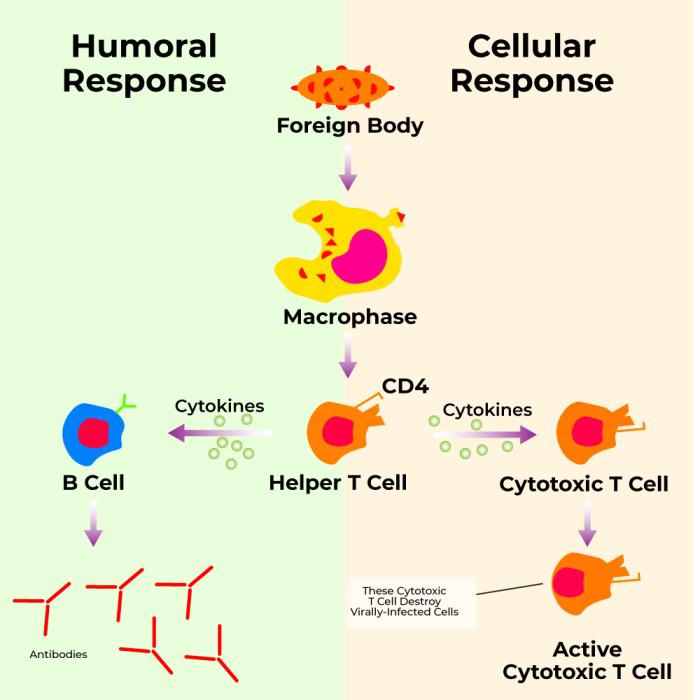 Humoral
Response
Cellular
Response
Foreign Body
Macrophase
CD4
Cytokines
Cytokines
B Cell
Helper T Cell
Cytotoxic T Cell
These Cytotoxic
T Cell Destroy
Virally-Infected Cells
Antibodies
Active
Cytotoxic T Cell